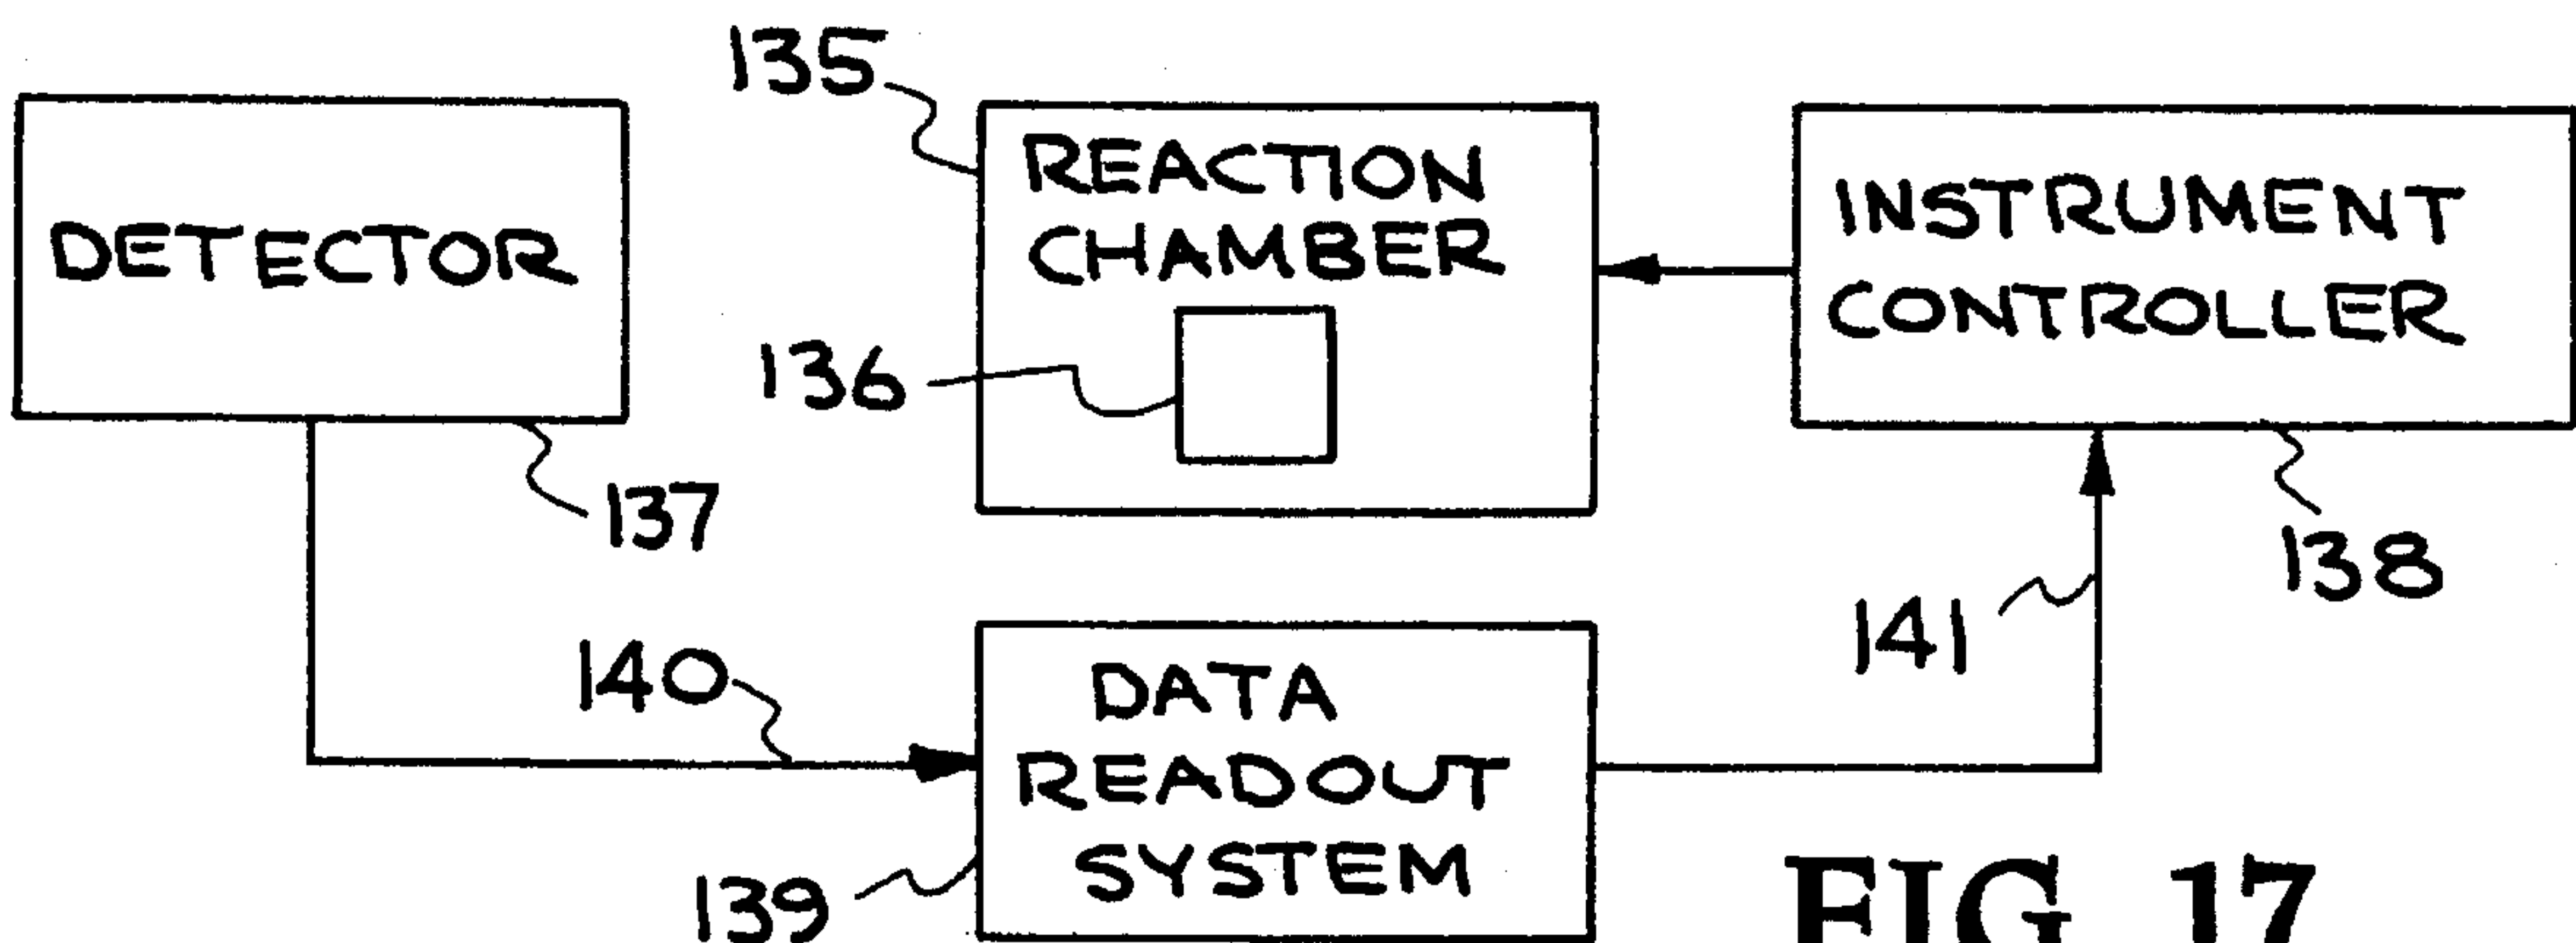 135
DETECTOR
REACTION
CHAMBER
136
INSTRUMENT
CONTROLLER
137
138
140
141
DATA
READOUT
SYSTEM
139
FIG. 17